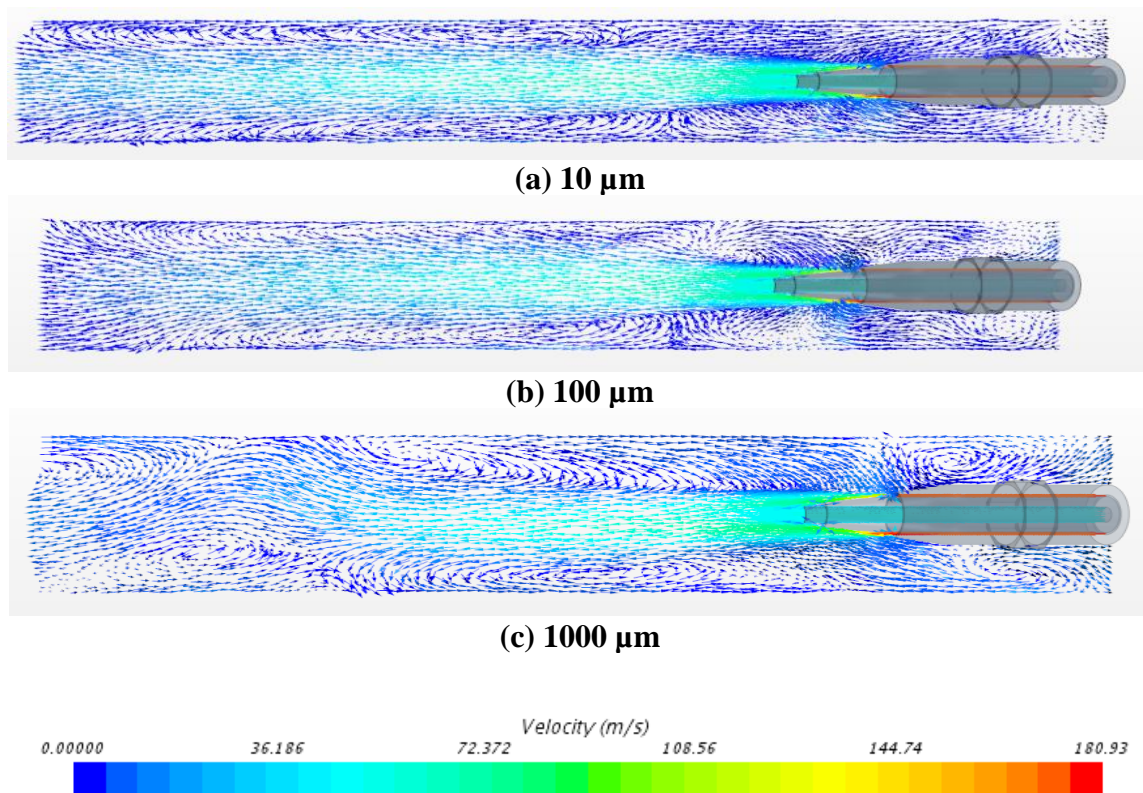 (a) 10 µm
(b) 100 µm
(c) 1000 µm
Velocity (m/s)
0.00000 36.186 72.372 108.56 144.74 180.93